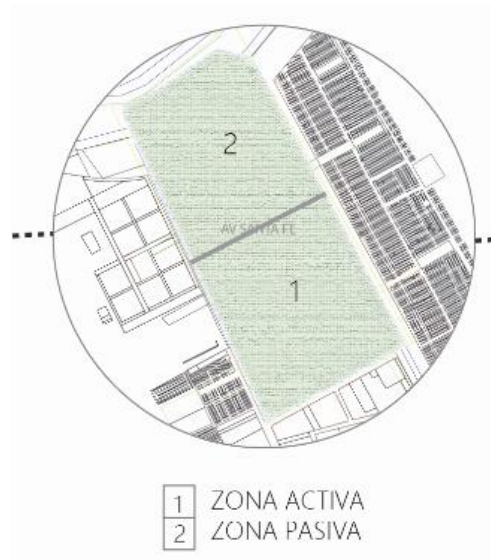 2
AV SANTA FE
1
1 ZONA ACTIVA
2 ZONA PASIVA